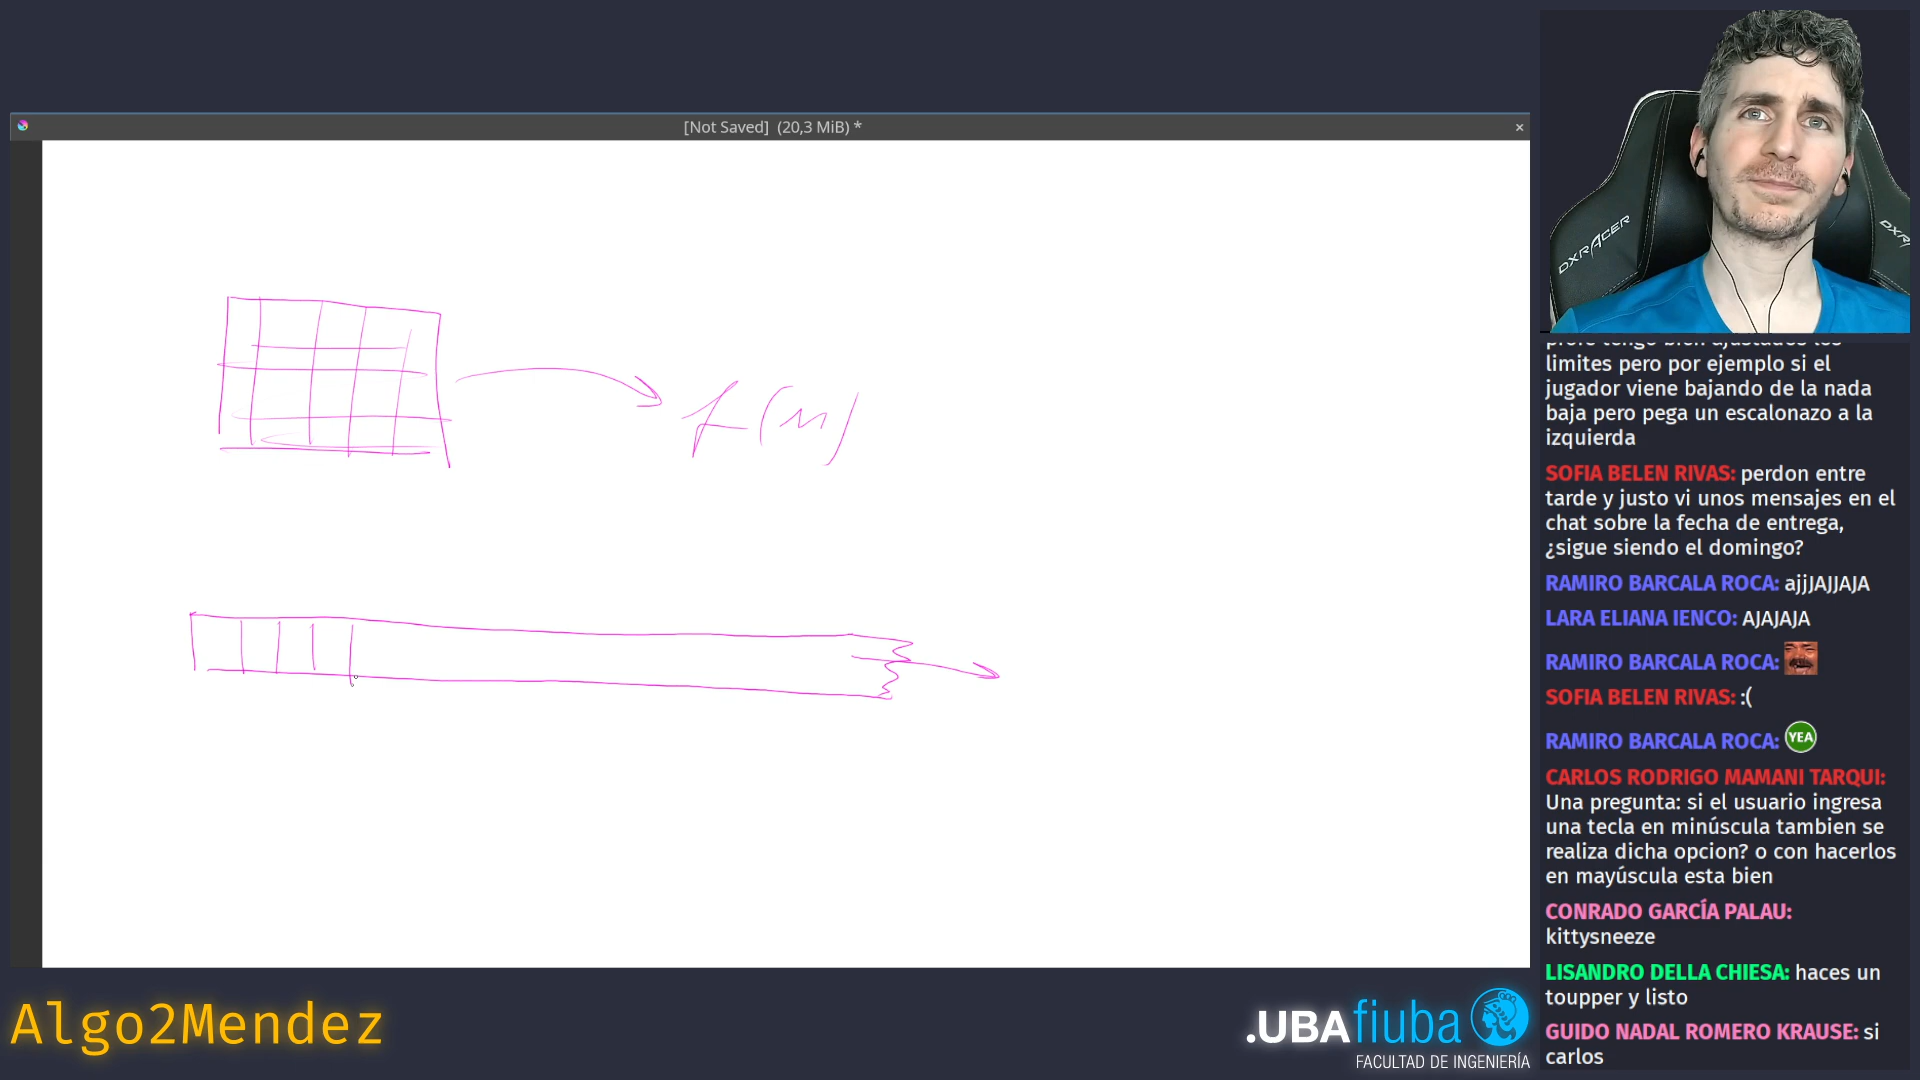 [Not Saved] (20,3 MiB) *
×
f(n)
DXRACER
limites pero por ejemplo si el
jugador viene bajando de la nada
baja pero pega un escalonazo a la
izquierda
SOFIA BELEN RIVAS: perdon entre
tarde y justo vi unos mensajes en el
chat sobre la fecha de entrega,
¿sigue siendo el domingo?
RAMIRO BARCALA ROCA: ajjJAJJAJA
LARA ELIANA IENCO: AJAJAJA
RAMIRO BARCALA ROCA:
SOFIA BELEN RIVAS: :(
RAMIRO BARCALA ROCA: YEA
CARLOS RODRIGO MAMANI TARQUI:
Una pregunta: si el usuario ingresa
una tecla en minúscula tambien se
realiza dicha opcion? o con hacerlos
en mayúscula esta bien
CONRADO GARCÍA PALAU:
kittysneeze
LISANDRO DELLA CHIESA: haces un
toupper y listo
GUIDO NADAL ROMERO KRAUSE: si
carlos
Algo2Mendez
.UBAfiuba
FACULTAD DE INGENIERÍA